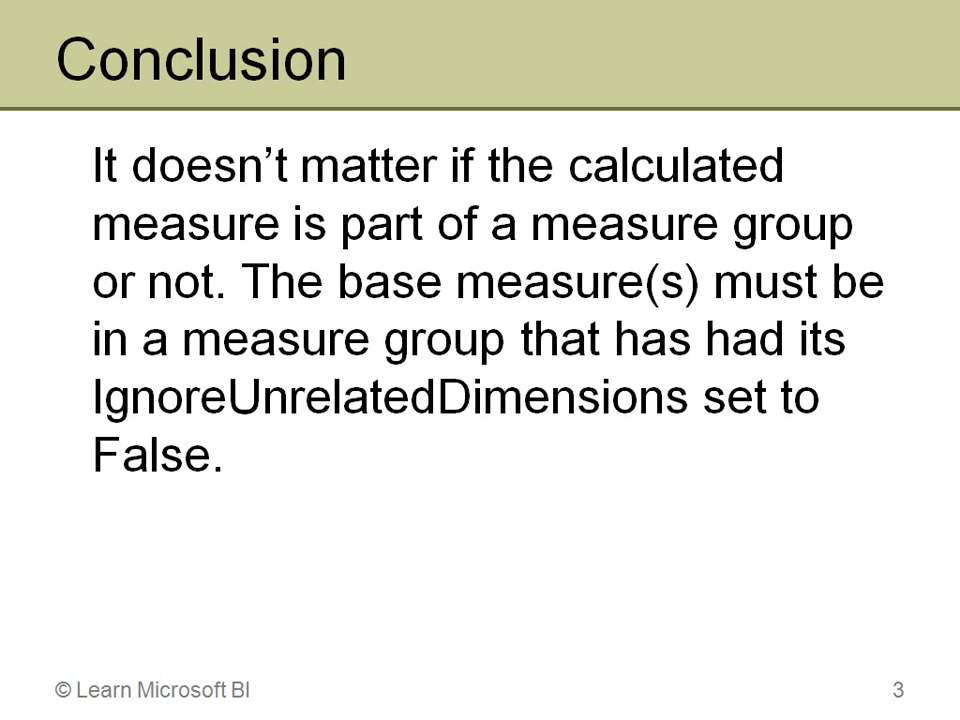 Conclusion
It doesn’t matter if the calculated
measure is part of a measure group
or not. The base measure(s) must be
in a measure group that has had its
IgnoreUnrelatedDimensions set to
False.
© Learn Microsoft BI
3